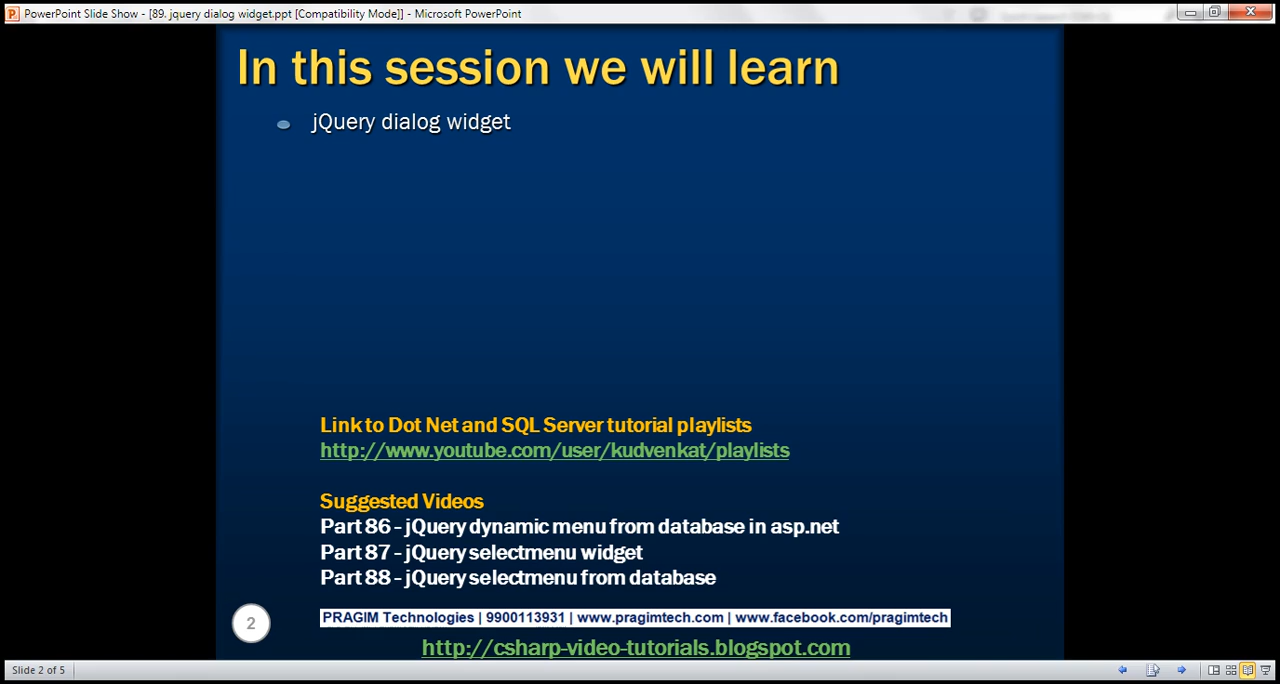 PowerPoint Slide Show - [89. jquery dialog widget.ppt [Compatibility Mode]] - Microsoft PowerPoint
In this session we will learn
jQuery dialog widget
Link to Dot Net and SQL Server tutorial playlists
http://www.youtube.com/user/kudvenkat/playlists
Suggested Videos
Part 86 - jQuery dynamic menu from database in asp.net
Part 87 - jQuery selectmenu widget
Part 88 - jQuery selectmenu from database
2
PRAGIM Technologies | 9900113931 | www.pragimtech.com | www.facebook.com/pragimtech
http://csharp-video-tutorials.blogspot.com
Slide 2 of 5